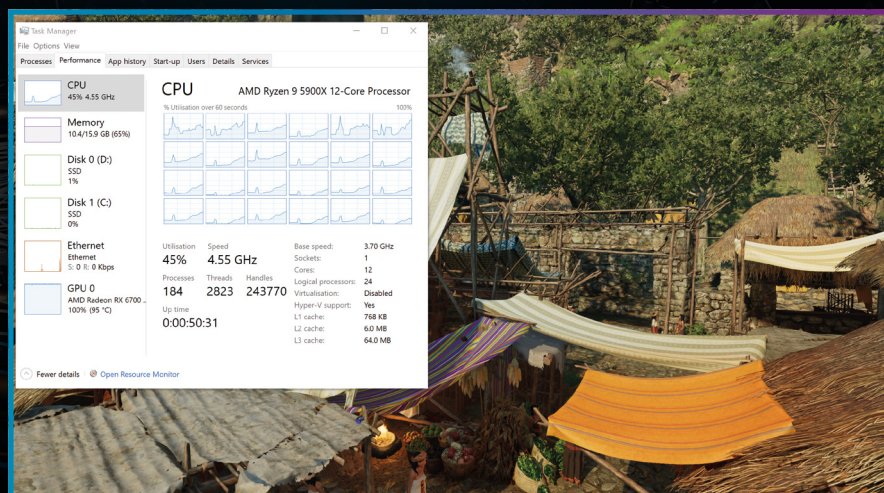 Task Manager
File Options View
Processes Performance App history Start-up Users Details Services
CPU
45% 4.55 GHz
Memory
10.4/15.9 GB (65%)
Disk 0 (D:)
SSD
1%
Disk 1 (C:)
SSD
0%
Ethernet
Ethernet
S: 0 R: 0 Kbps
GPU 0
AMD Radeon RX 6700 ...
100% (95 °C)
CPU AMD Ryzen 9 5900X 12-Core Processor
% Utilisation over 60 seconds 100%
Utilisation Speed
45% 4.55 GHz
Processes Threads Handles
184 2823 243770
Up time
0:00:50:31
Base speed: 3.70 GHz
Sockets: 1
Cores: 12
Logical processors: 24
Virtualisation: Disabled
Hyper-V support: Yes
L1 cache: 768 KB
L2 cache: 6.0 MB
L3 cache: 64.0 MB
Fewer details Open Resource Monitor